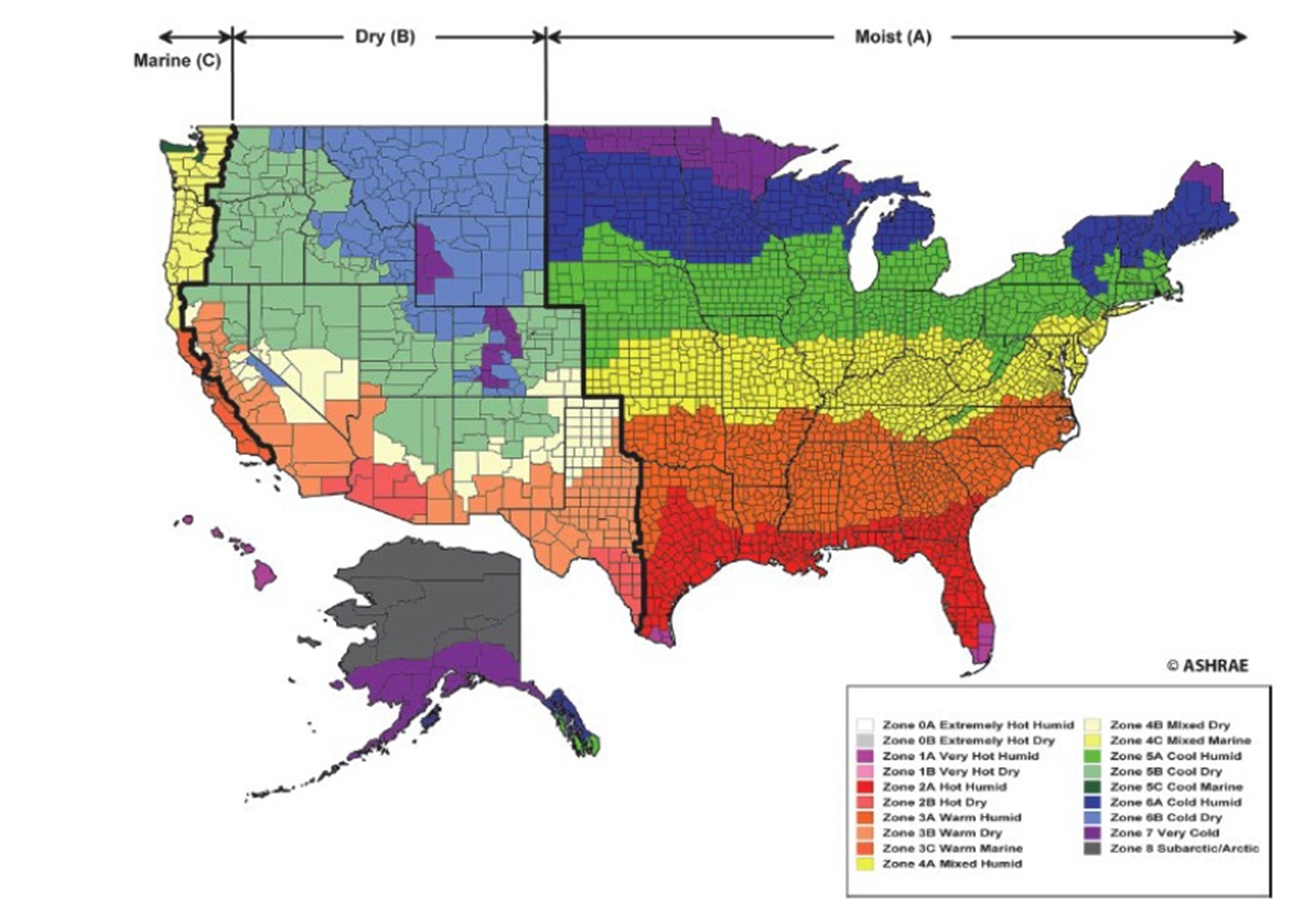 Dry (B)
Moist (A)
Marine (C)
© ASHRAE
Zone 0A Extremely Hot Humid
Zone 0B Extremely Hot Dry
Zone 1A Very Hot Humid
Zone 1B Very Hot Dry
Zone 2A Hot Humid
Zone 2B Hot Dry
Zone 3A Warm Humid
Zone 3B Warm Dry
Zone 3C Warm Marine
Zone 4A Mixed Humid
Zone 4B MIxed Dry
Zone 4C Mixed Marine
Zone 5A Cool Humid
Zone 5B Cool Dry
Zone 5C Cool Marine
Zone 6A Cold Humid
Zone 6B Cold Dry
Zone 7 Very Cold
Zone 8 Subarctic/Arctic